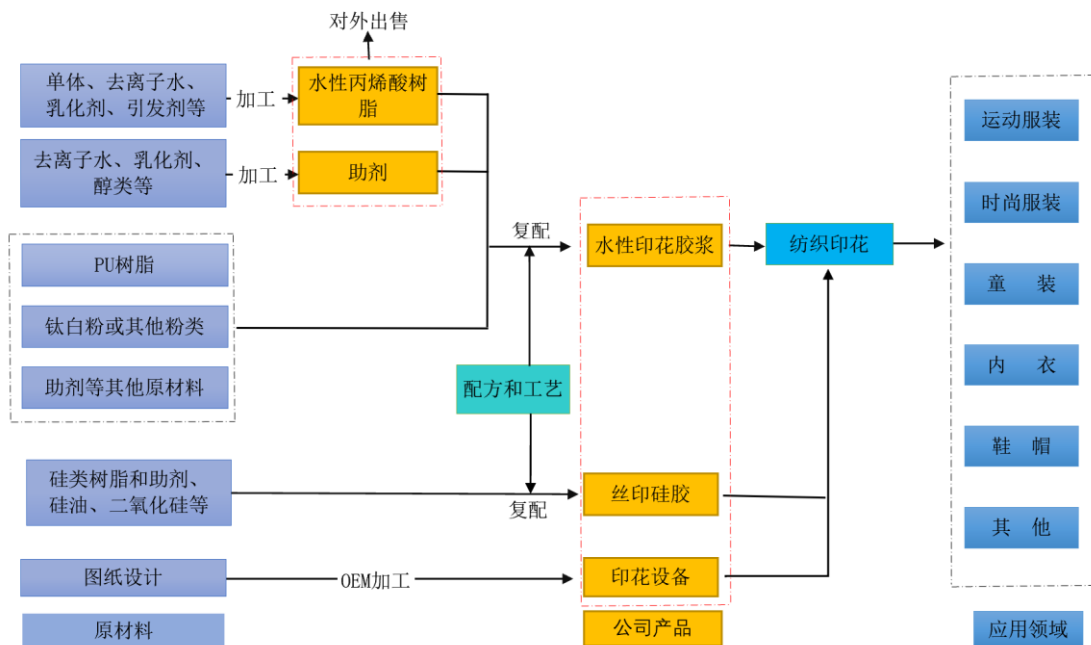 对外出售
单体、去离子水、
乳化剂、引发剂等
加工
水性丙烯酸树
脂
去离子水、乳化剂、
醇类等
加工
助剂
PU树脂
钛白粉或其他粉类
助剂等其他原材料
复配
水性印花胶浆
纺织印花
配方和工艺
硅类树脂和助剂、
硅油、二氧化硅等
复配
丝印硅胶
图纸设计
OEM加工
印花设备
运动服装
时尚服装
童 装
内 衣
鞋 帽
其 他
原材料
公司产品
应用领域